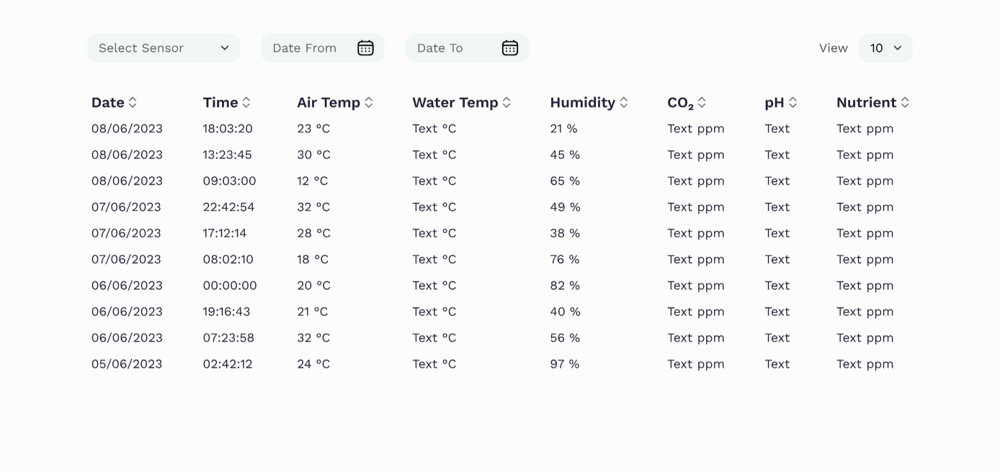 Select Sensor Date From Date To View 10
Date Time Air Temp Water Temp Humidity CO₂ pH Nutrient
08/06/2023 18:03:20 23 °C Text °C 21 % Text ppm Text Text ppm
08/06/2023 13:23:45 30 °C Text °C 45 % Text ppm Text Text ppm
08/06/2023 09:03:00 12 °C Text °C 65 % Text ppm Text Text ppm
07/06/2023 22:42:54 32 °C Text °C 49 % Text ppm Text Text ppm
07/06/2023 17:12:14 28 °C Text °C 38 % Text ppm Text Text ppm
07/06/2023 08:02:10 18 °C Text °C 76 % Text ppm Text Text ppm
06/06/2023 00:00:00 20 °C Text °C 82 % Text ppm Text Text ppm
06/06/2023 19:16:43 21 °C Text °C 40 % Text ppm Text Text ppm
06/06/2023 07:23:58 32 °C Text °C 56 % Text ppm Text Text ppm
05/06/2023 02:42:12 24 °C Text °C 97 % Text ppm Text Text ppm